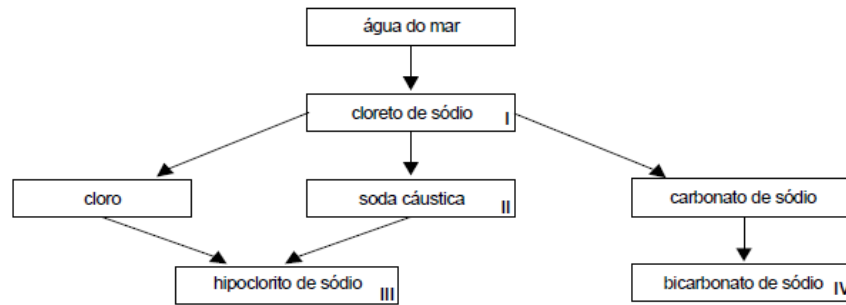 água do mar
cloreto de sódio I
cloro
soda cáustica II
carbonato de sódio
hipoclorito de sódio III
bicarbonato de sódio IV